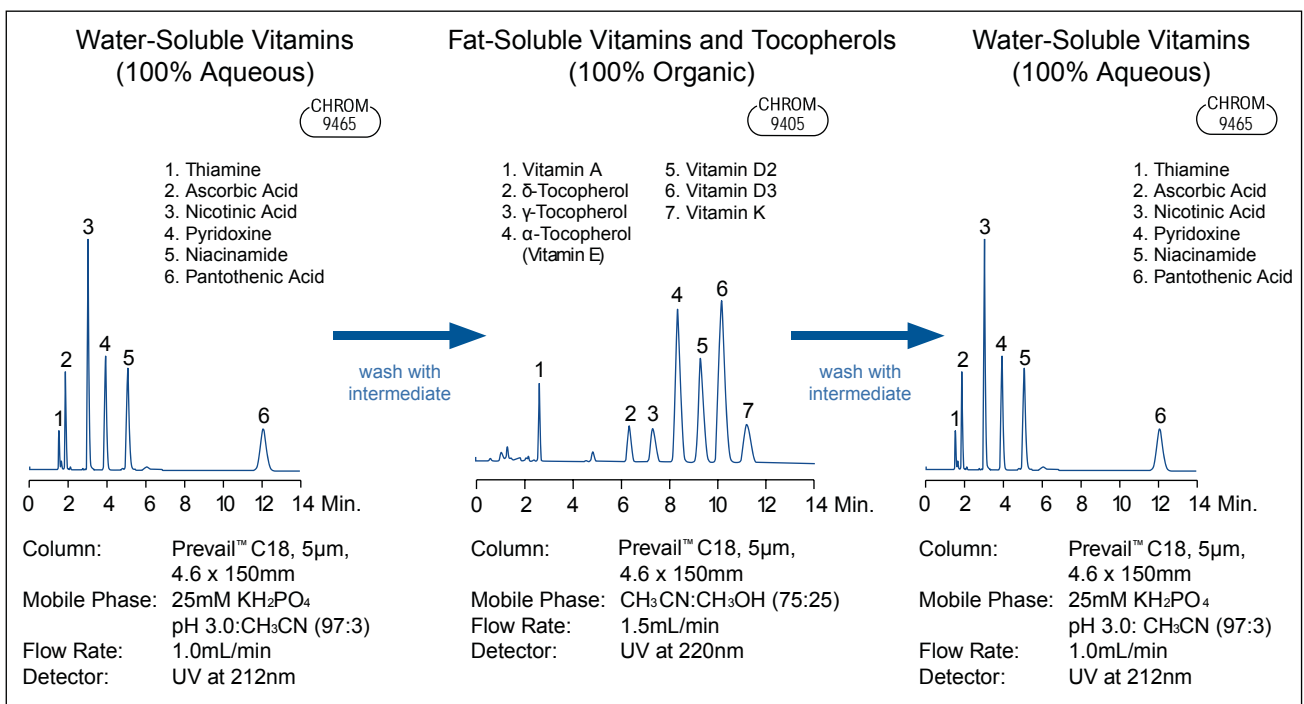 Water-Soluble Vitamins
(100% Aqueous)
CHROM
9465
1. Thiamine
2. Ascorbic Acid
3. Nicotinic Acid
4. Pyridoxine
5. Niacinamide
6. Pantothenic Acid
1
2
3
4
5
6
0 2 4 6 8 10 12 14 Min.
Column: Prevail™ C18, 5µm,
4.6 x 150mm
Mobile Phase: 25mM KH₂PO₄
pH 3.0:CH₃CN (97:3)
Flow Rate: 1.0mL/min
Detector: UV at 212nm
wash with
intermediate
Fat-Soluble Vitamins and Tocopherols
(100% Organic)
CHROM
9405
1. Vitamin A
2. δ-Tocopherol
3. γ-Tocopherol
4. α-Tocopherol
(Vitamin E)
5. Vitamin D2
6. Vitamin D3
7. Vitamin K
1
2
3
4
5
6
7
0 2 4 6 8 10 12 14 Min.
Column: Prevail™ C18, 5µm,
4.6 x 150mm
Mobile Phase: CH₃CN:CH₃OH (75:25)
Flow Rate: 1.5mL/min
Detector: UV at 220nm
wash with
intermediate
Water-Soluble Vitamins
(100% Aqueous)
CHROM
9465
1. Thiamine
2. Ascorbic Acid
3. Nicotinic Acid
4. Pyridoxine
5. Niacinamide
6. Pantothenic Acid
1
2
3
4
5
6
0 2 4 6 8 10 12 14 Min.
Column: Prevail™ C18, 5µm,
4.6 x 150mm
Mobile Phase: 25mM KH₂PO₄
pH 3.0: CH₃CN (97:3)
Flow Rate: 1.0mL/min
Detector: UV at 212nm